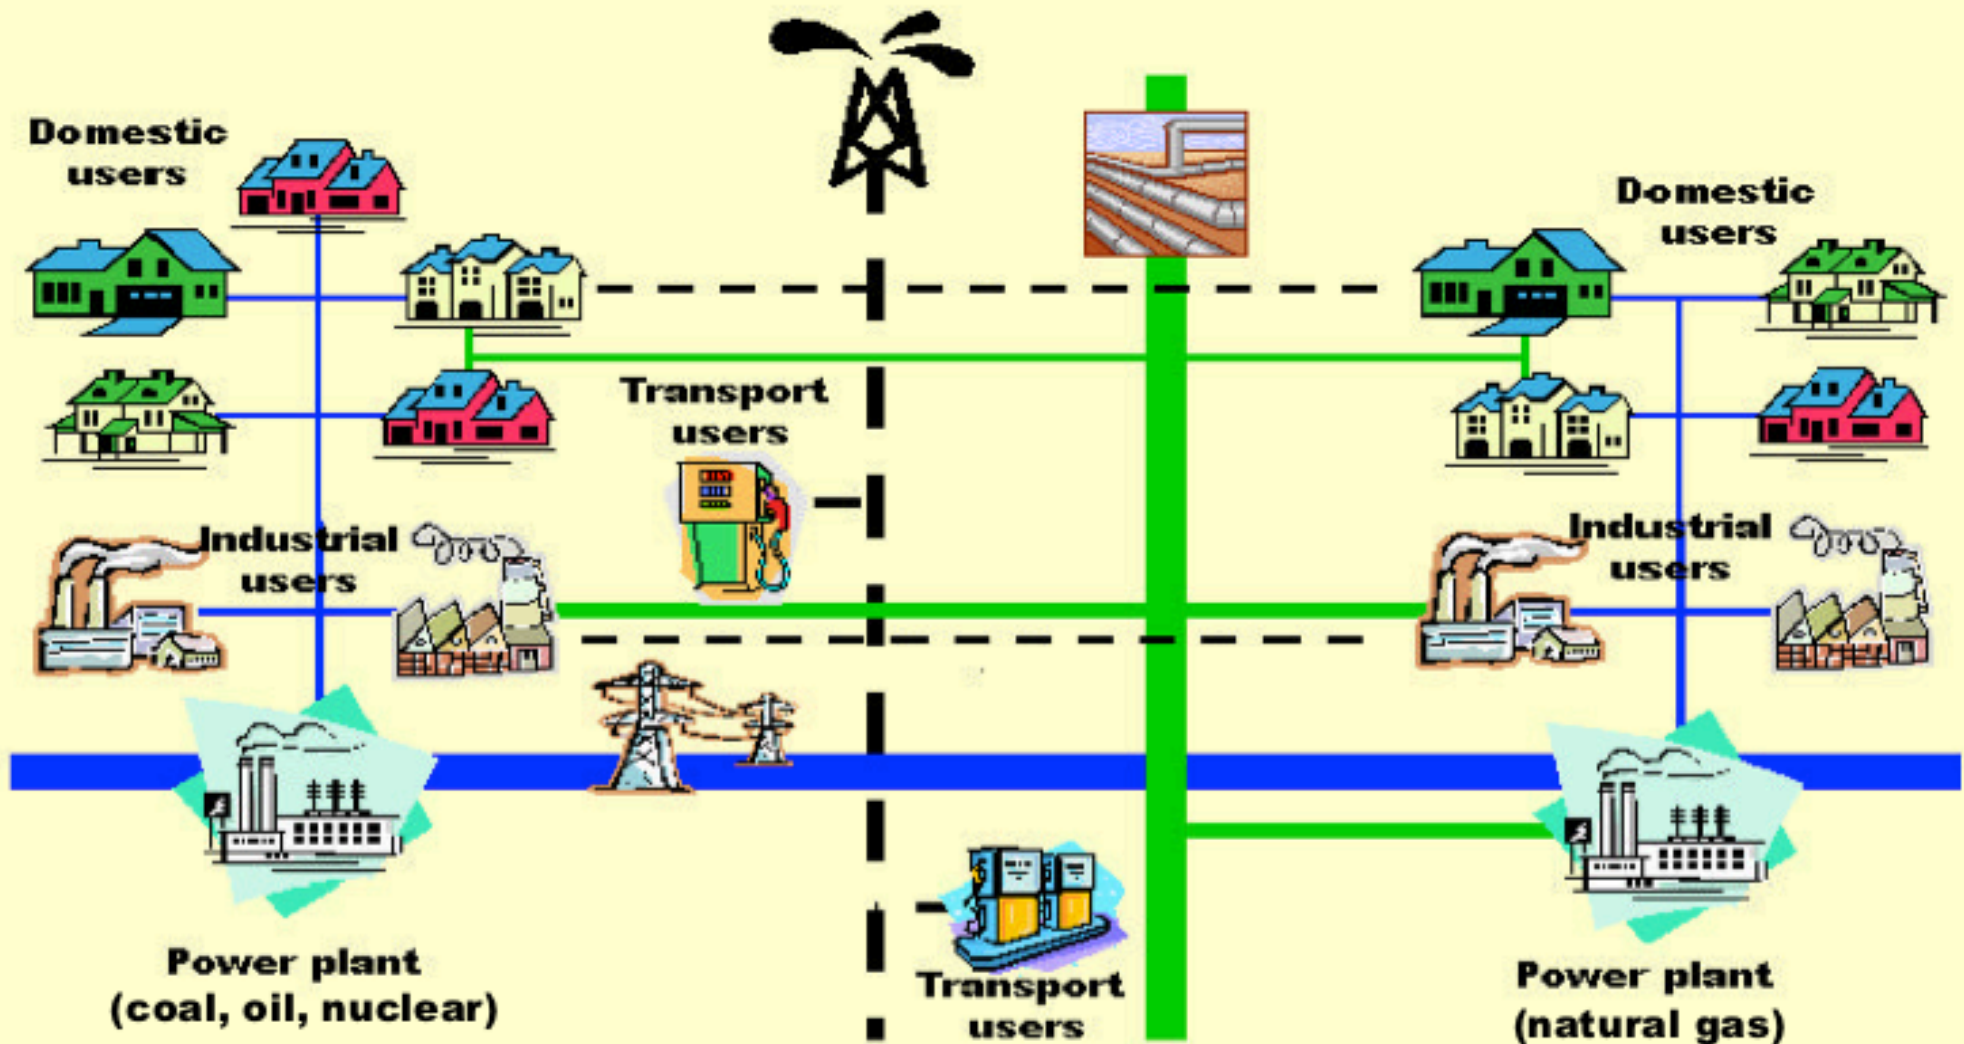 Domestic
users
Domestic
users
Transport
users
Industrial
users
Industrial
users
Power plant
(coal, oil, nuclear)
Transport
users
Power plant
(natural gas)